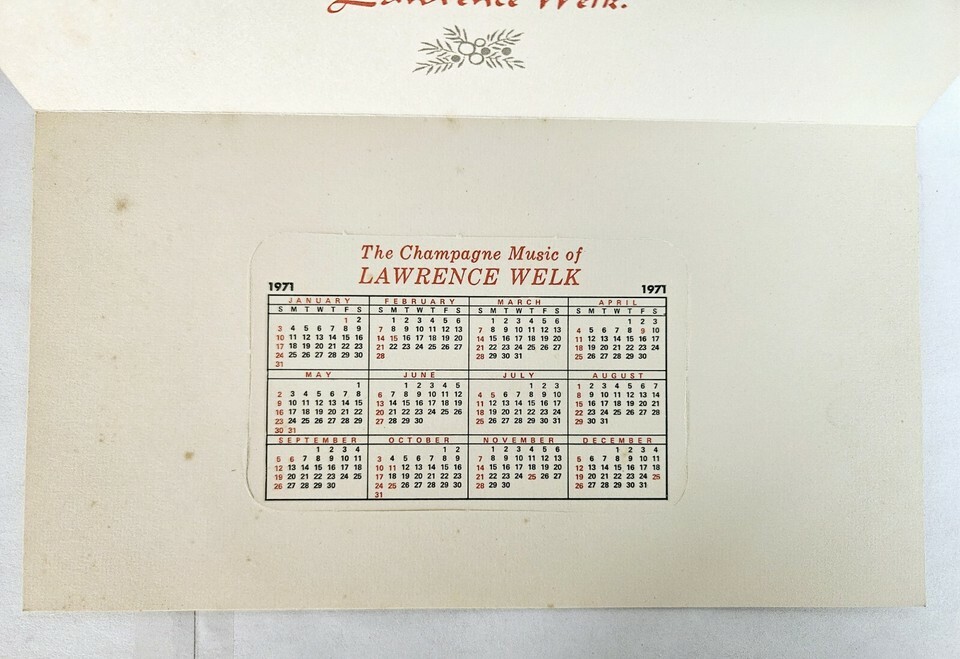 Lawrence Welk.
The Champagne Music of
LAWRENCE WELK
1971 1971
JANUARY FEBRUARY MARCH APRIL
S M T W T F S S M T W T F S S M T W T F S S M T W T F S
1 2 1 2 3 4 5 6 1 2 3 4 5 6 1 2 3
3 4 5 6 7 8 9 7 8 9 10 11 12 13 7 8 9 10 11 12 13 4 5 6 7 8 9 10
10 11 12 13 14 15 16 14 15 16 17 18 19 20 14 15 16 17 18 19 20 11 12 13 14 15 16 17
17 18 19 20 21 22 23 21 22 23 24 25 26 27 21 22 23 24 25 26 27 18 19 20 21 22 23 24
24 25 26 27 28 29 30 28 28 29 30 31 25 26 27 28 29 30
31
MAY JUNE JULY AUGUST
1 1 2 3 4 5 1 2 3 1 2 3 4 5 6 7
2 3 4 5 6 7 8 6 7 8 9 10 11 12 4 5 6 7 8 9 10 8 9 10 11 12 13 14
9 10 11 12 13 14 15 13 14 15 16 17 18 19 11 12 13 14 15 16 17 15 16 17 18 19 20 21
16 17 18 19 20 21 22 20 21 22 23 24 25 26 18 19 20 21 22 23 24 22 23 24 25 26 27 28
23 24 25 26 27 28 29 27 28 29 30 25 26 27 28 29 30 31 29 30 31
30 31
SEPTEMBER OCTOBER NOVEMBER DECEMBER
1 2 3 4 1 2 1 2 3 4 5 6 1 2 3 4
5 6 7 8 9 10 11 3 4 5 6 7 8 9 7 8 9 10 11 12 13 5 6 7 8 9 10 11
12 13 14 15 16 17 18 10 11 12 13 14 15 16 14 15 16 17 18 19 20 12 13 14 15 16 17 18
19 20 21 22 23 24 25 17 18 19 20 21 22 23 21 22 23 24 25 26 27 19 20 21 22 23 24 25
26 27 28 29 30 24 25 26 27 28 29 30 28 29 30 26 27 28 29 30 31
31